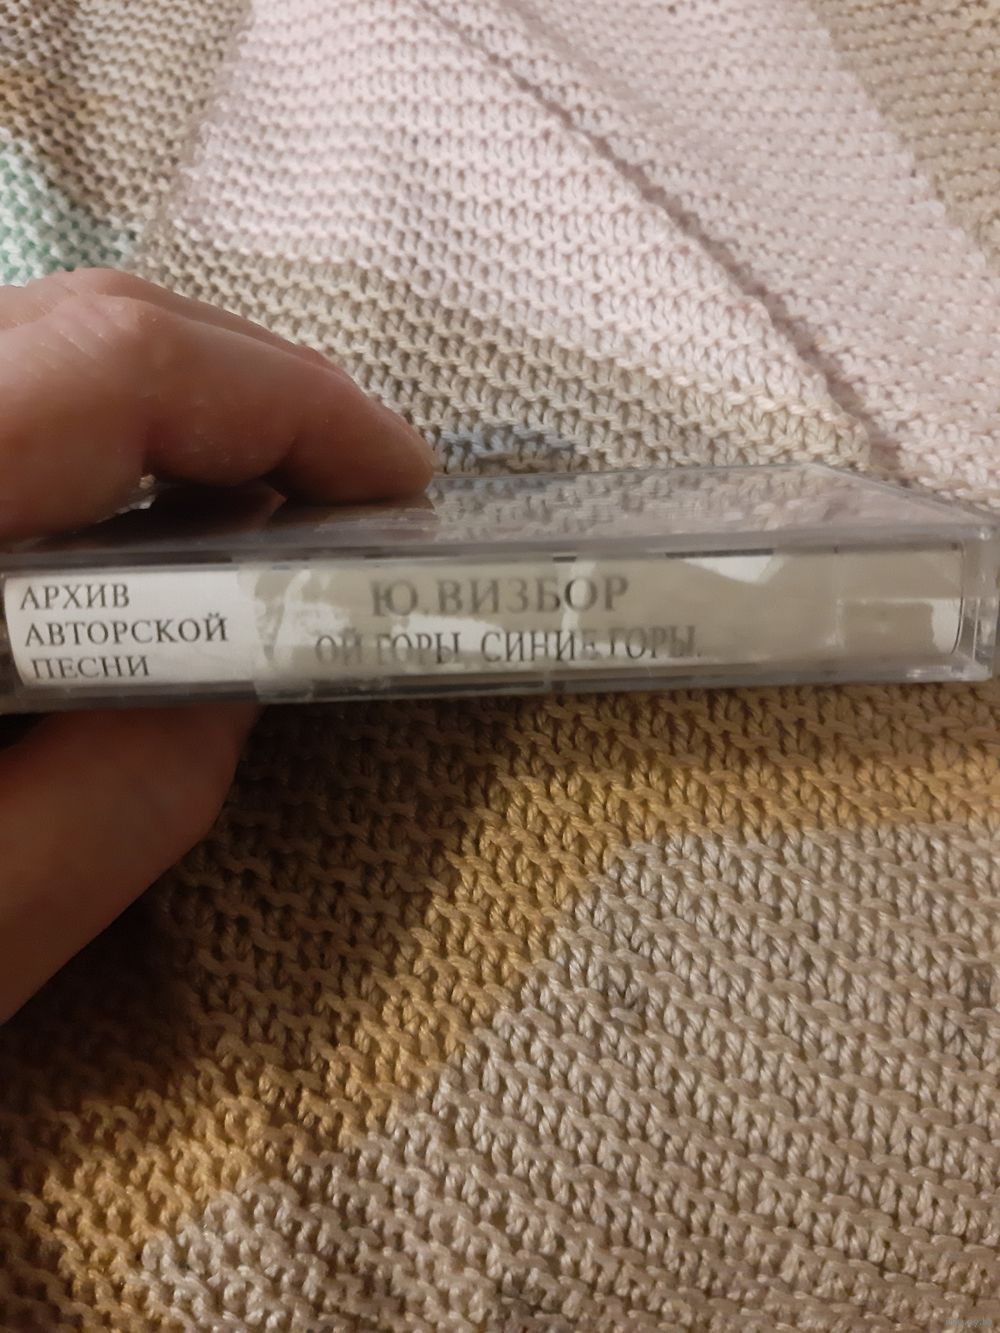 АРХИВ
АВТОРСКОЙ
ПЕСНИ
Ю.ВИЗБОР
ОЙ ГОРЫ, СИНИЕ ГОРЫ.